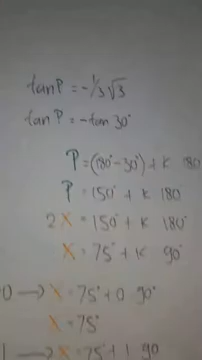 tan P = -1/3 √3
tan P = -tan 30°
P = (180° - 30°) + k 180
P = 150° + k 180
2X = 150° + k 180°
X = 75° + k 90°
0 → X = 75° + 0 90°
X = 75°
1 → X = 75° + 1 90